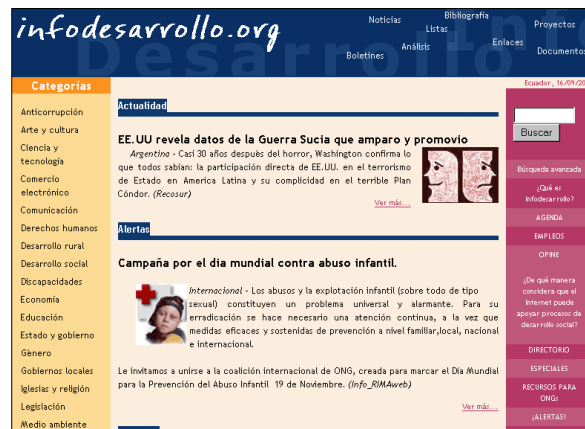 infodesarrollo.org
Desarrollo
Info
Noticias
Bibliografía
Listas
Proyectos
Boletines
Análisis
Enlaces
Documentos
Categorías
Anticorrupción
Arte y cultura
Ciencia y
tecnología
Comercio
electrónico
Comunicación
Derechos humanos
Desarrollo rural
Desarrollo social
Discapacidades
Economía
Educación
Estado y gobierno
Género
Gobiernos locales
Iglesias y religión
Legislación
Medio ambiente
Actualidad
EE.UU revela datos de la Guerra Sucia que amparo y promovio
Argentina - Casi 30 años después del horror, Washington confirma lo
que todos sabían: la participación directa de EE.UU. en el terrorismo
de Estado en America Latina y su complicidad en el terrible Plan
Cóndor. (Recosur)
Ver más...
Alertas
Campaña por el dia mundial contra abuso infantil.
Internacional - Los abusos y la explotación infantil (sobre todo de tipo
sexual) constituyen un problema universal y alarmante. Para su
erradicación se hace necesario una atención continua, a la vez que
medidas eficaces y sostenidas de prevención a nivel familiar,local, nacional
e internacional.
Le invitamos a unirse a la coalición internacional de ONG, creada para marcar el Día Mundial
para la Prevención del Abuso Infantil 19 de Noviembre. (Info_RIMAweb)
Ver más...
Ecuador, 16/09/20
Buscar
Búsqueda avanzada
¿Qué es
Infodesarrollo?
AGENDA
EMPLEOS
OPINE
¿De qué manera
considera que el
Internet puede
apoyar procesos de
desarrollo social?
DIRECTORIO
ESPECIALES
RECURSOS PARA
ONGs
¡ALERTAS!